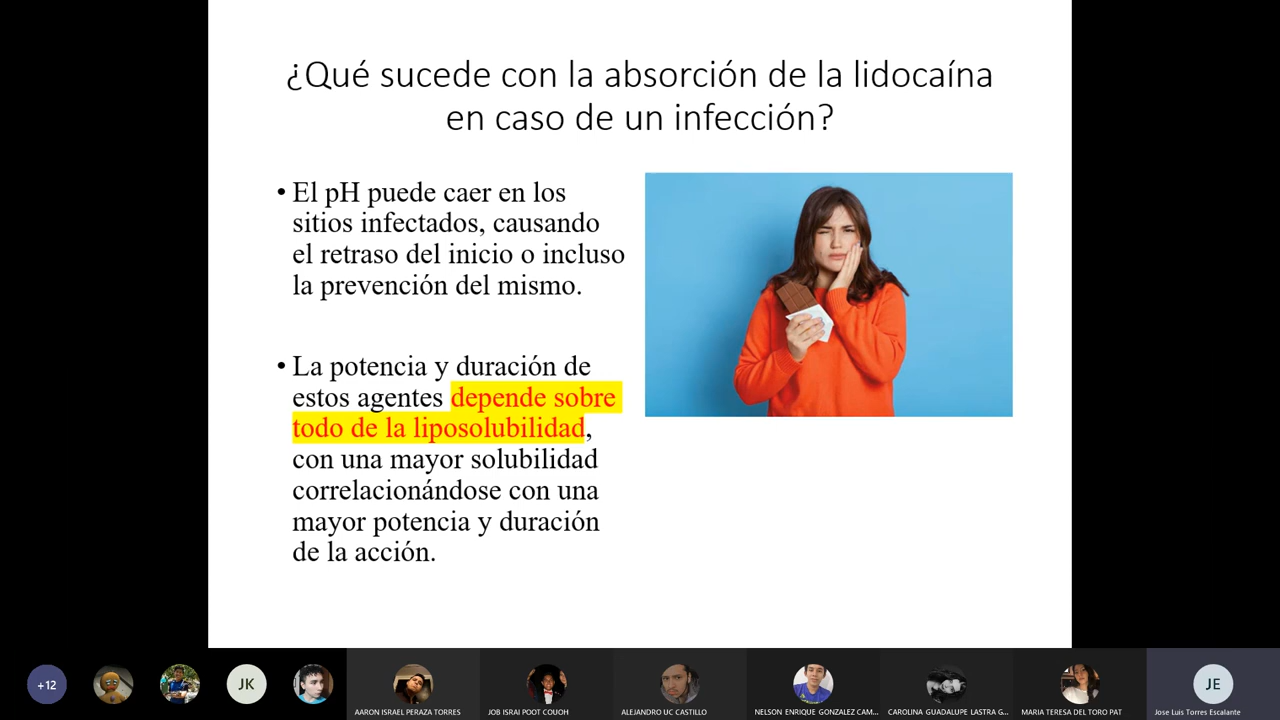 ¿Qué sucede con la absorción de la lidocaína
en caso de un infección?
• El pH puede caer en los
sitios infectados, causando
el retraso del inicio o incluso
la prevención del mismo.
• La potencia y duración de
estos agentes depende sobre
todo de la liposolubilidad,
con una mayor solubilidad
correlacionándose con una
mayor potencia y duración
de la acción.
+12
JK
AARON ISRAEL PERAZA TORRES
JOB ISRAI POOT COUOH
ALEJANDRO UC CASTILLO
NELSON ENRIQUE GONZALEZ CAM...
CAROLINA GUADALUPE LASTRA G...
MARIA TERESA DEL TORO PAT
JE
Jose Luis Torres Escalante